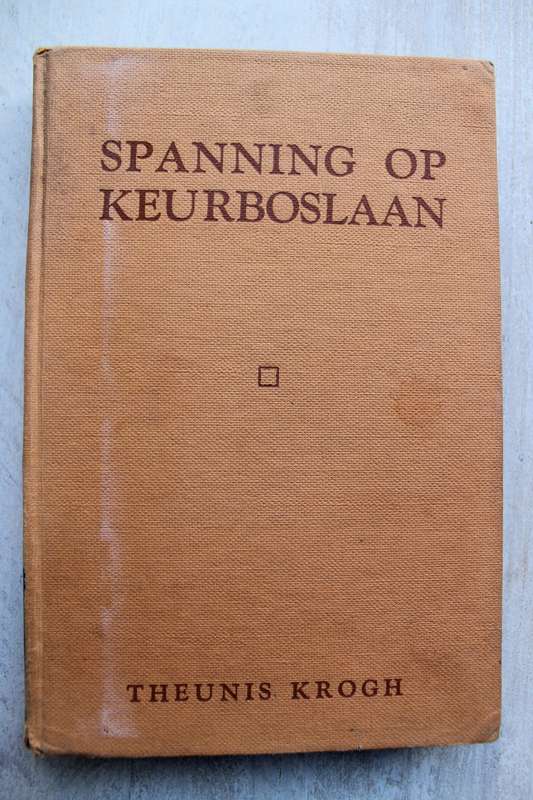 SPANNING OP
KEURBOSLAAN
THEUNIS KROGH